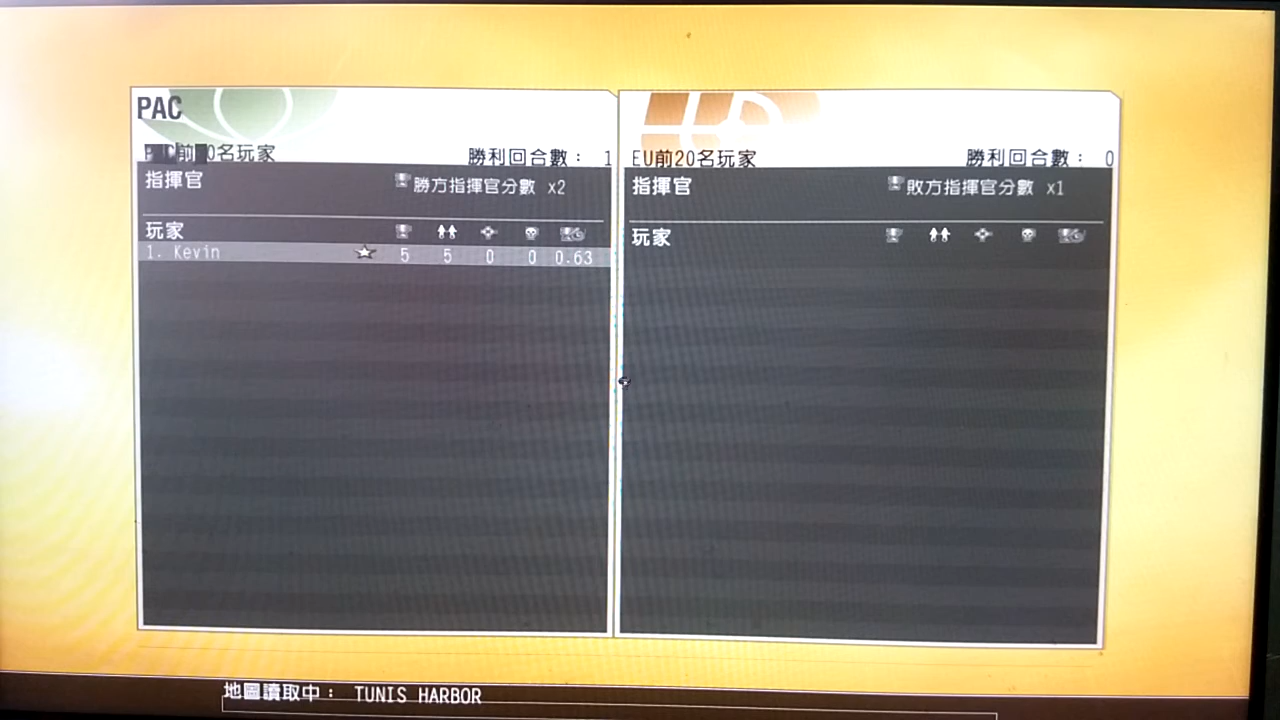 PAC
前 0名玩家
勝利回合數： 1
指揮官
勝方指揮官分數 x2
玩家
1. Kevin 5 5 0 0 0.63
EU前20名玩家
勝利回合數： 0
指揮官
敗方指揮官分數 x1
玩家
地圖讀取中： TUNIS HARBOR